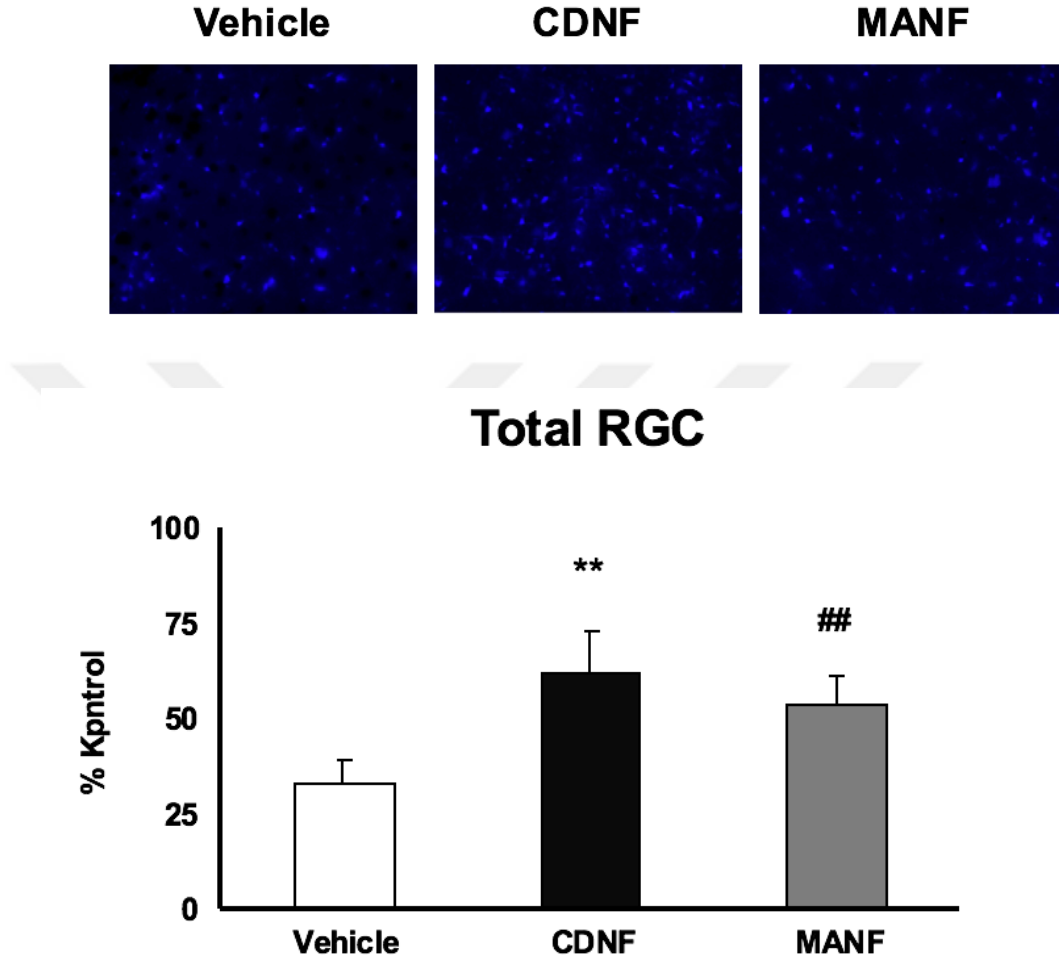 Vehicle CDNF MANF
Total RGC
100
**
75
##
% Kpntrol
50
25
0
Vehicle CDNF MANF